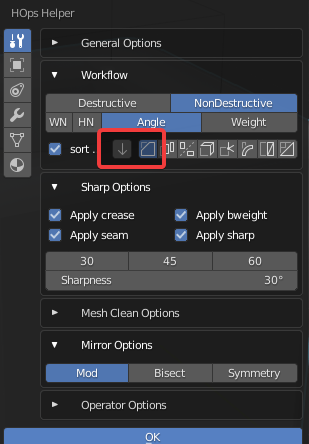 HOps Helper
General Options
Workflow
Destructive NonDestructive
WN HN Angle Weight
sort .
Sharp Options
Apply crease Apply bweight
Apply seam Apply sharp
30 45 60
Sharpness 30°
Mesh Clean Options
Mirror Options
Mod Bisect Symmetry
Operator Options
OK